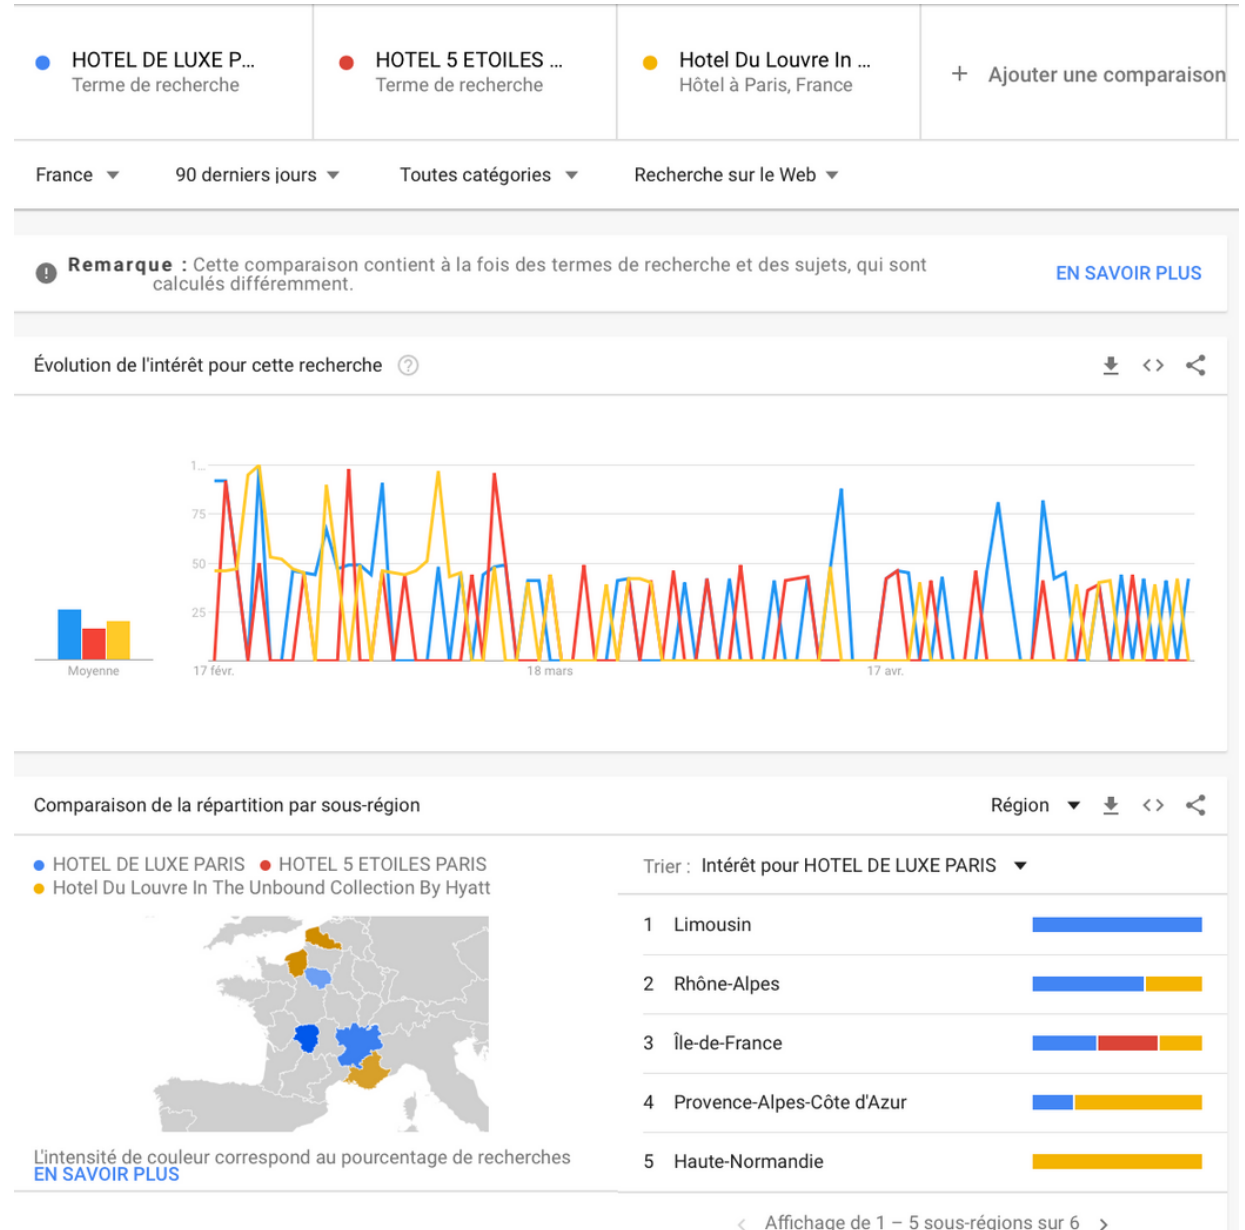 HOTEL DE LUXE P...
Terme de recherche
HOTEL 5 ETOILES ...
Terme de recherche
Hotel Du Louvre In ...
Hôtel à Paris, France
+ Ajouter une comparaison
France
90 derniers jours
Toutes catégories
Recherche sur le Web
Remarque : Cette comparaison contient à la fois des termes de recherche et des sujets, qui sont
calculés différemment.
EN SAVOIR PLUS
Évolution de l'intérêt pour cette recherche
1...
75
50
25
Moyenne
17 févr.
18 mars
17 avr.
Comparaison de la répartition par sous-région
Région
HOTEL DE LUXE PARIS HOTEL 5 ETOILES PARIS
Hotel Du Louvre In The Unbound Collection By Hyatt
L'intensité de couleur correspond au pourcentage de recherches
EN SAVOIR PLUS
Trier : Intérêt pour HOTEL DE LUXE PARIS
1 Limousin
2 Rhône-Alpes
3 Île-de-France
4 Provence-Alpes-Côte d'Azur
5 Haute-Normandie
Affichage de 1 – 5 sous-régions sur 6